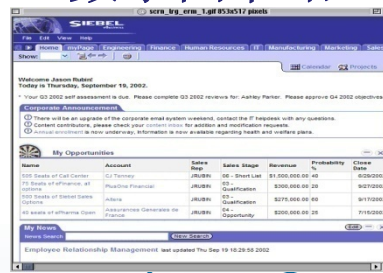 scrn_trg_erm_1.gif 853x517 pixels
SIEBEL
File Edit View Help
Home myPage Engineering Finance Human Resources IT Manufacturing Marketing Sales
Show:
Calendar Projects
Welcome Jason Rubin!
Today is Thursday, September 19, 2002.
* Your Q3 2002 self assessment is due. Please complete Q3 2002 reviews for: Ashley Parker. Please approve Q4 2002 objectives
Corporate Announcement
There will be an upgrade of the corporate email system weekend, contact the IT helpdesk with any questions.
Content contributors, please check your content inbox for addition and modification requests.
Annual enrollment is now underway, information is now available regarding health and welfare plans.
My Opportunities
Name Account Sales Rep Sales Stage Revenue Probability % Close Date
505 Seats of Call Center CJ Tenney JRUBIN 06 - Short List $1,500,000.00 40
75 Seats of eFinance, all options PlusOne Financial JRUBIN 03 - Qualification $300,000.00 20 9/27/200
500 Seats of Siebel Sales Options JRUBIN 03 - Qualification $275,000.00 60 9/17/200
40 seats of ePharma Open Assurances Generales de France JRUBIN 04 - Opportunity $200,000.00 25 7/15/200
My News Edit
News Search New Search
Employee Relationship Management last updated Thu Sep 19 18:29:58 2002